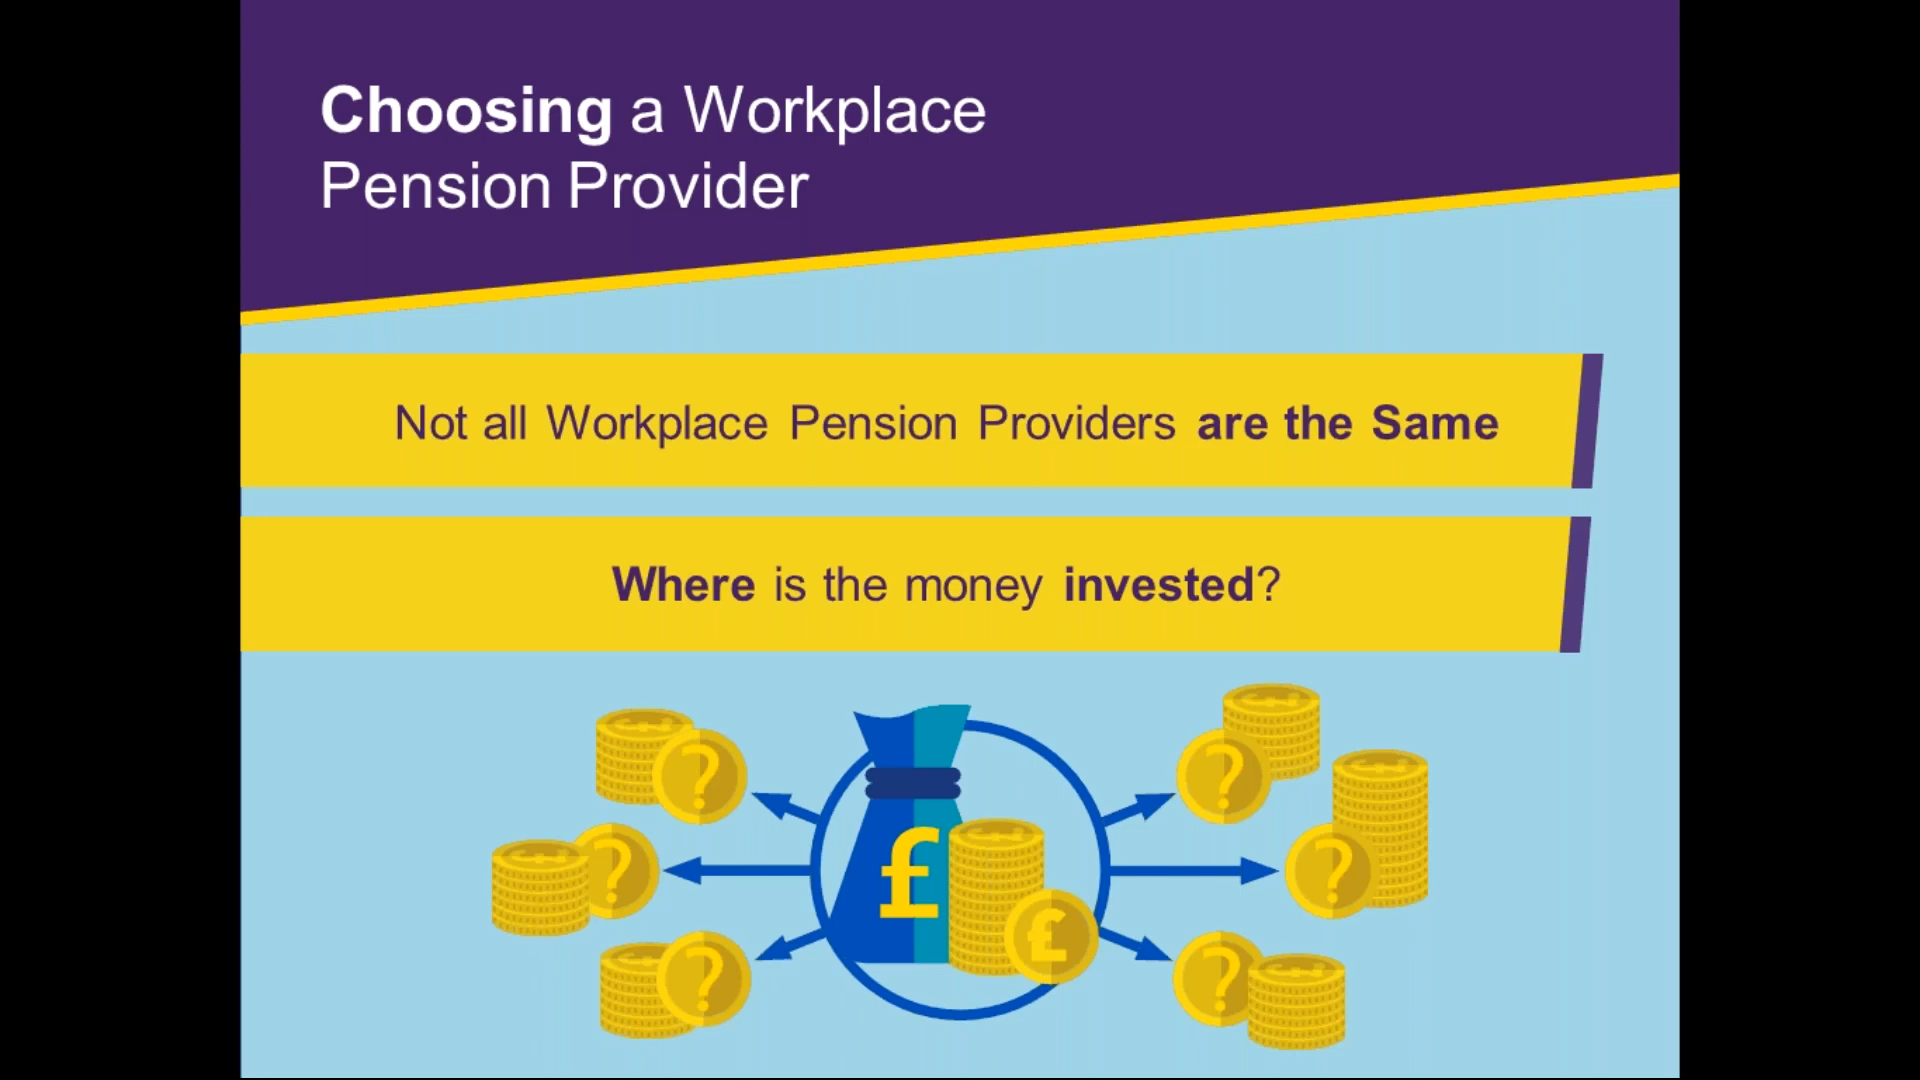 Choosing a Workplace
Pension Provider
Not all Workplace Pension Providers are the Same
Where is the money invested?
?
?
?
?
?
?
£
£